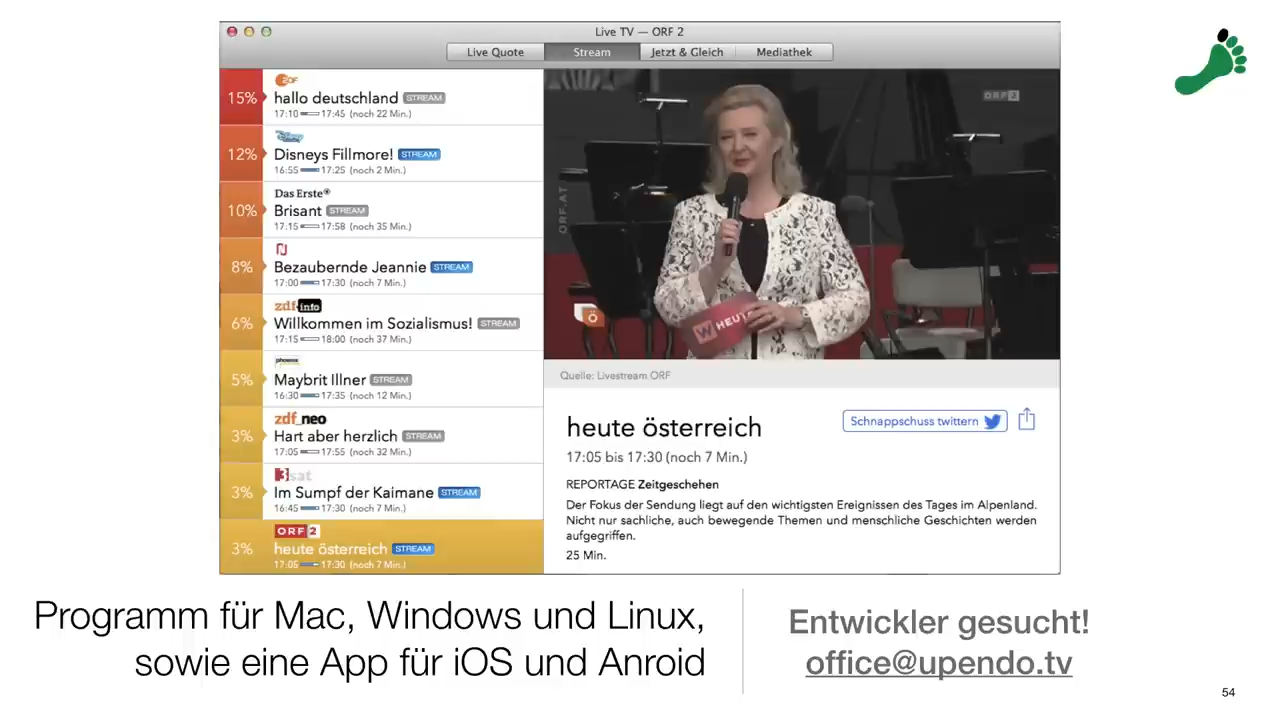 Live TV — ORF 2
Live Quote
Stream
Jetzt & Gleich
Mediathek
15%
ZDF
hallo deutschland STREAM
17:10 17:45 (noch 22 Min.)
12%
Disney
Disneys Fillmore! STREAM
16:55 17:25 (noch 2 Min.)
10%
Das Erste
Brisant STREAM
17:15 17:58 (noch 35 Min.)
8%
Bezaubernde Jeannie STREAM
17:00 17:30 (noch 7 Min.)
6%
zdf info
Willkommen im Sozialismus! STREAM
17:15 18:00 (noch 37 Min.)
5%
phoenix
Maybrit Illner STREAM
16:30 17:35 (noch 12 Min.)
3%
zdf_neo
Hart aber herzlich STREAM
17:05 17:55 (noch 32 Min.)
3%
3sat
Im Sumpf der Kaimane STREAM
16:45 17:30 (noch 7 Min.)
3%
ORF 2
heute österreich STREAM
17:05 17:30 (noch 7 Min.)
ORF 2
ORF.AT
Ö
HEUT
Quelle: Livestream ORF
heute österreich
Schnappschuss twittern
17:05 bis 17:30 (noch 7 Min.)
REPORTAGE Zeitgeschehen
Der Fokus der Sendung liegt auf den wichtigsten Ereignissen des Tages im Alpenland.
Nicht nur sachliche, auch bewegende Themen und menschliche Geschichten werden
aufgegriffen.
25 Min.
Programm für Mac, Windows und Linux,
sowie eine App für iOS und Anroid
Entwickler gesucht!
office@upendo.tv
54